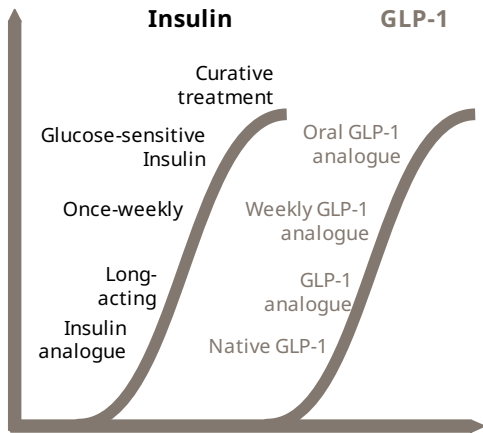 Insulin
GLP-1
Curative
treatment
Glucose-sensitive
Insulin
Once-weekly
Long-
acting
Insulin
analogue
Oral GLP-1
analogue
Weekly GLP-1
analogue
GLP-1
analogue
Native GLP-1